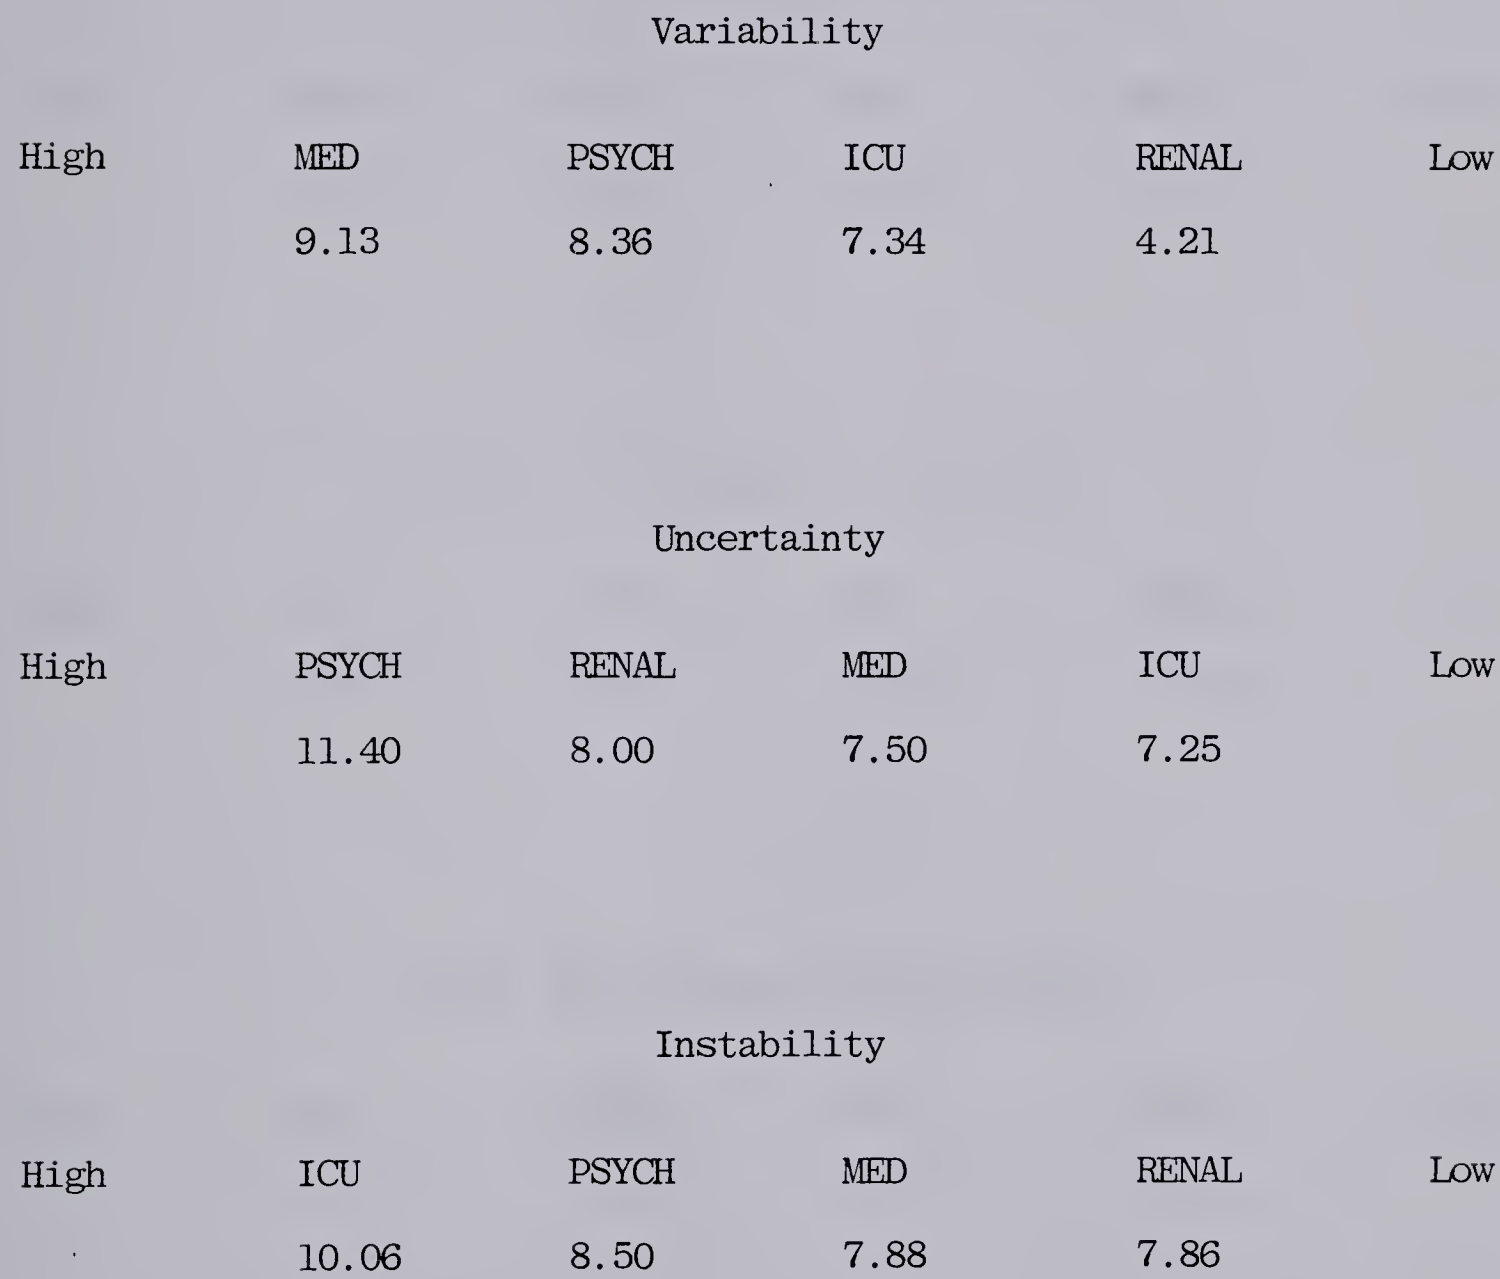 Variability
High MED PSYCH ICU RENAL Low
9.13 8.36 7.34 4.21
Uncertainty
High PSYCH RENAL MED ICU Low
11.40 8.00 7.50 7.25
Instability
High ICU PSYCH MED RENAL Low
10.06 8.50 7.88 7.86